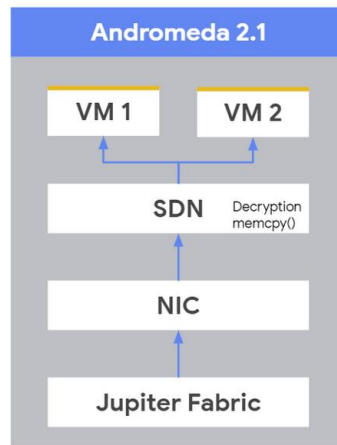 Andromeda 2.1
VM 1
VM 2
SDN
Decryption
memcpy()
NIC
Jupiter Fabric